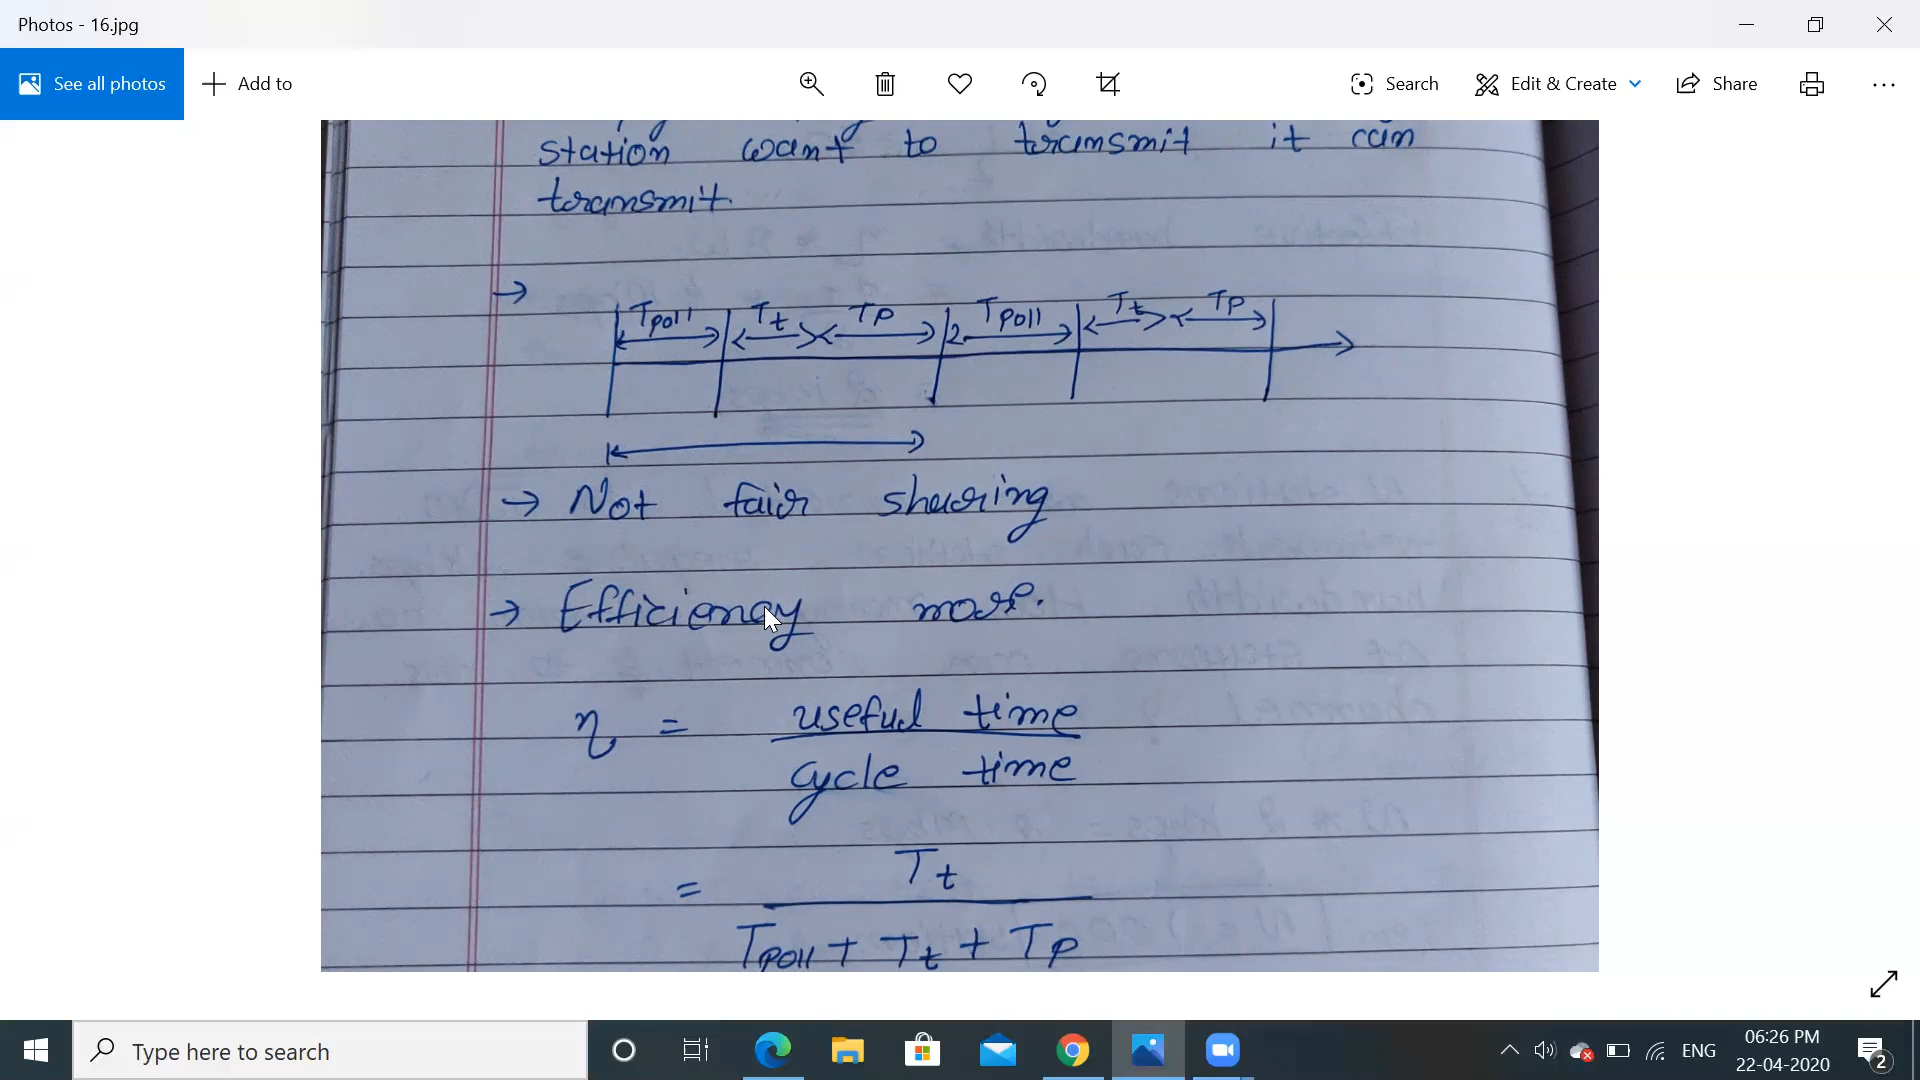 Photos - 16.jpg
See all photos
Add to
Search
Edit & Create
Share
station want to transmit it can
transmit.
→ Tpoll Tt Tp Tpoll Tt Tp
→ Not fair shearing
→ Efficiency more.
η = useful time
cycle time
= Tt
Tpoll + Tt + Tp
Type here to search
ENG
06:26 PM
22-04-2020
2